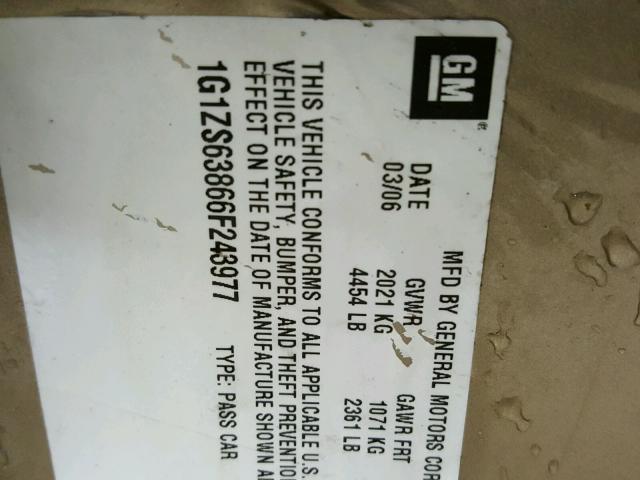 GM®
MFD BY GENERAL MOTORS COR
DATE GVWR GAWR FRT
03/06 2021 KG 1071 KG
4454 LB 2361 LB
THIS VEHICLE CONFORMS TO ALL APPLICABLE U.S.
VEHICLE SAFETY, BUMPER, AND THEFT PREVENTIO
EFFECT ON THE DATE OF MANUFACTURE SHOWN A
1G1ZS63866F243977 TYPE: PASS CAR